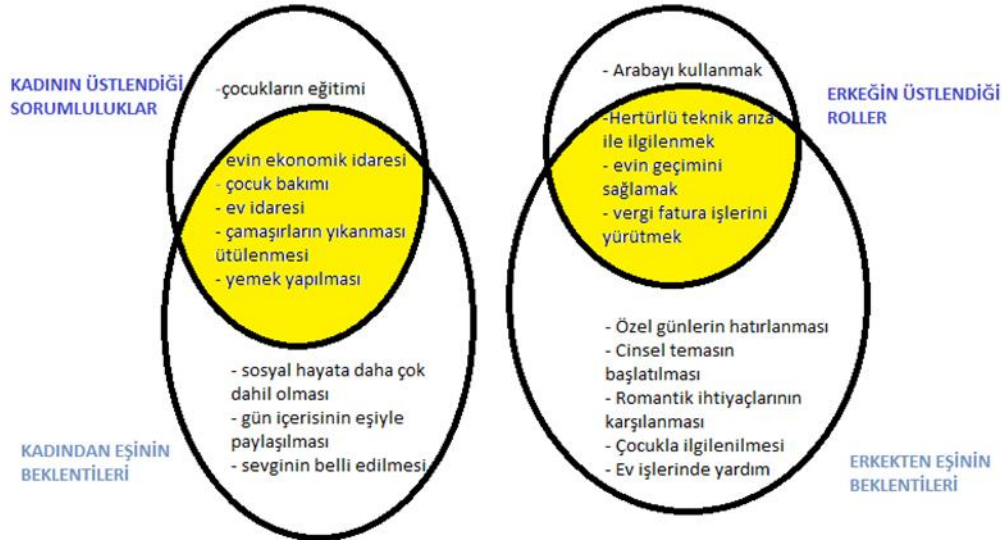 KADININ ÜSTLENDİĞİ
SORUMLULUKLAR
-çocukların eğitimi
- evin ekonomik idaresi
- çocuk bakımı
- ev idaresi
- çamaşırların yıkanması
ütülenmesi
- yemek yapılması
- sosyal hayata daha çok
dahil olması
- gün içerisinin eşiyle
paylaşılması
- sevginin belli edilmesi
KADINDAN EŞİNİN
BEKLENTİLERİ
- Arabayı kullanmak
ERKEĞİN ÜSTLENDİĞİ
ROLLER
-Hertürlü teknik arıza
ile ilgilenmek
- evin geçimini
sağlamak
- vergi fatura işlerini
yürütmek
- Özel günlerin hatırlanması
- Cinsel temasın
başlatılması
- Romantik ihtiyaçlarının
karşılanması
- Çocukla ilgilenilmesi
- Ev işlerinde yardım
ERKEKTEN EŞİNİN
BEKLENTİLERİ